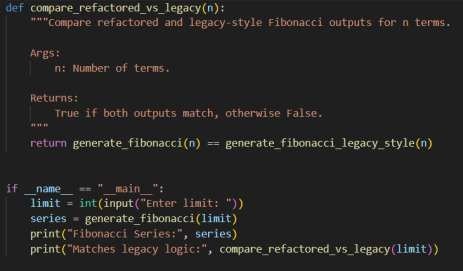 def compare_refactored_vs_legacy(n):
    """Compare refactored and legacy-style Fibonacci outputs for n terms.
    Args:
        n: Number of terms.
    Returns:
        True if both outputs match, otherwise False.
    """
    return generate_fibonacci(n) == generate_fibonacci_legacy_style(n)
if __name__ == "__main__":
    limit = int(input("Enter limit: "))
    series = generate_fibonacci(limit)
    print("Fibonacci Series:", series)
    print("Matches legacy logic:", compare_refactored_vs_legacy(limit))